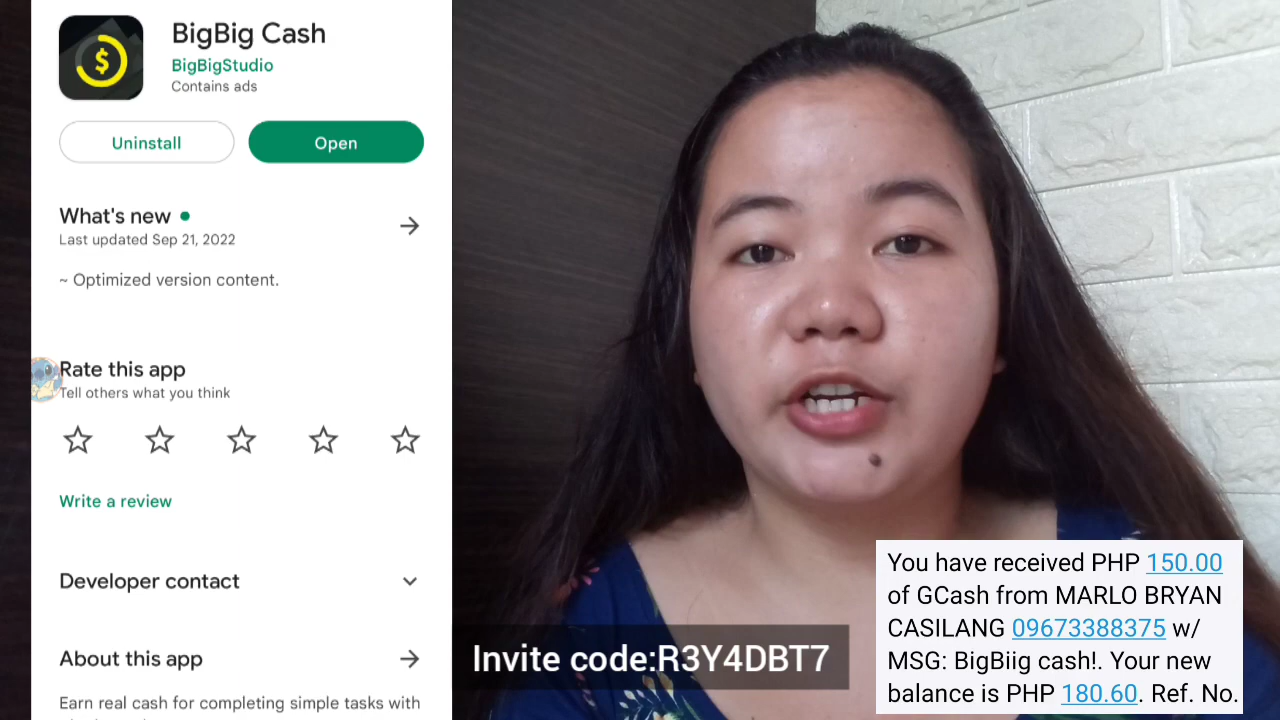 BigBig Cash
BigBigStudio
Contains ads
Uninstall
Open
What's new
Last updated Sep 21, 2022
~ Optimized version content.
Rate this app
Tell others what you think
Write a review
Developer contact
About this app
Earn real cash for completing simple tasks with
Invite code:R3Y4DBT7
You have received PHP 150.00
of GCash from MARLO BRYAN
CASILANG 09673388375 w/
MSG: BigBiig cash!. Your new
balance is PHP 180.60. Ref. No.